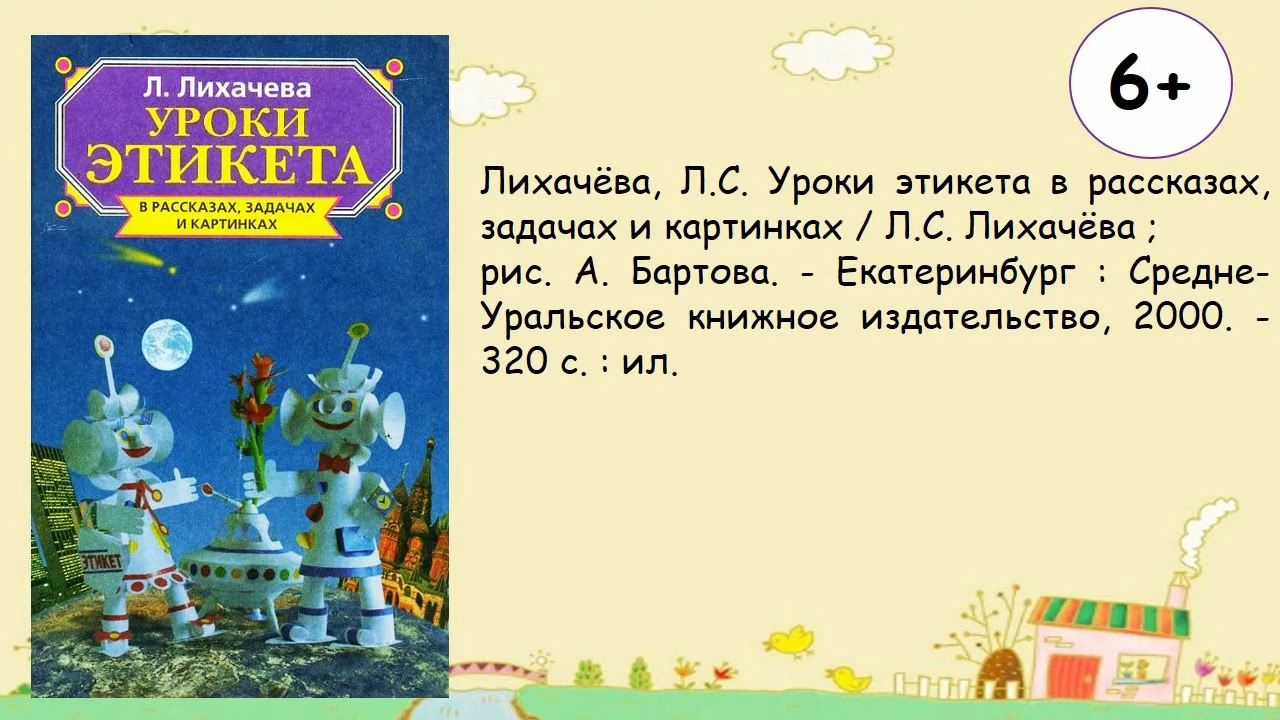 Л. Лихачева
УРОКИ
ЭТИКЕТА
В РАССКАЗАХ, ЗАДАЧАХ
И КАРТИНКАХ
ЭТИКЕТ
6+
Лихачёва, Л.С. Уроки этикета в рассказах,
задачах и картинках / Л.С. Лихачёва ;
рис. А. Бартова. - Екатеринбург : Средне-
Уральское книжное издательство, 2000. -
320 с. : ил.